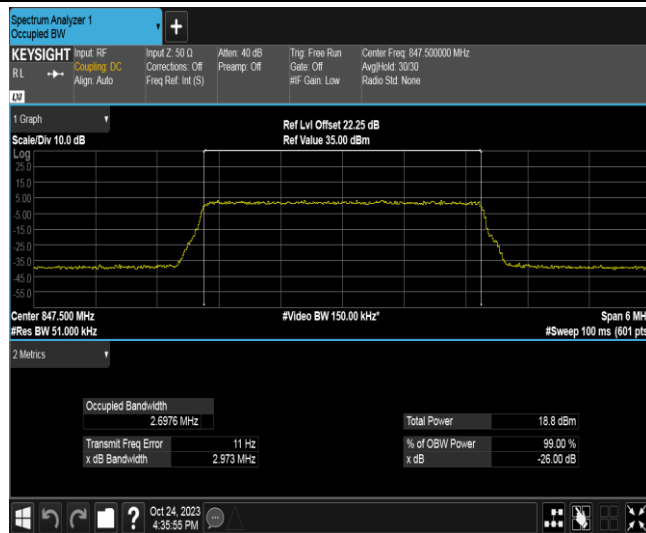 Spectrum Analyzer 1
Occupied BW
+
KEYSIGHT
RL
Input: RF
Coupling: DC
Align: Auto
Input Z: 50 Ω
Corrections: Off
Freq Ref: Int (S)
Atten: 40 dB
Preamp: Off
Trig: Free Run
Gate: Off
#IF Gain: Low
Center Freq: 847.500000 MHz
Avg|Hold: 30/30
Radio Std: None
1 Graph
Scale/Div 10.0 dB
Ref Lvl Offset 22.25 dB
Ref Value 35.00 dBm
Log
25.0
15.0
5.00
-5.00
-15.0
-25.0
-35.0
-45.0
-55.0
Center 847.500 MHz
#Video BW 150.00 kHz*
Span 6 MH
#Res BW 51.000 kHz
#Sweep 100 ms (601 pts
2 Metrics
Occupied Bandwidth
2.6976 MHz
Total Power 18.8 dBm
Transmit Freq Error 11 Hz
% of OBW Power 99.00 %
x dB Bandwidth 2.973 MHz
x dB -26.00 dB
?
Oct 24, 2023
4:35:55 PM